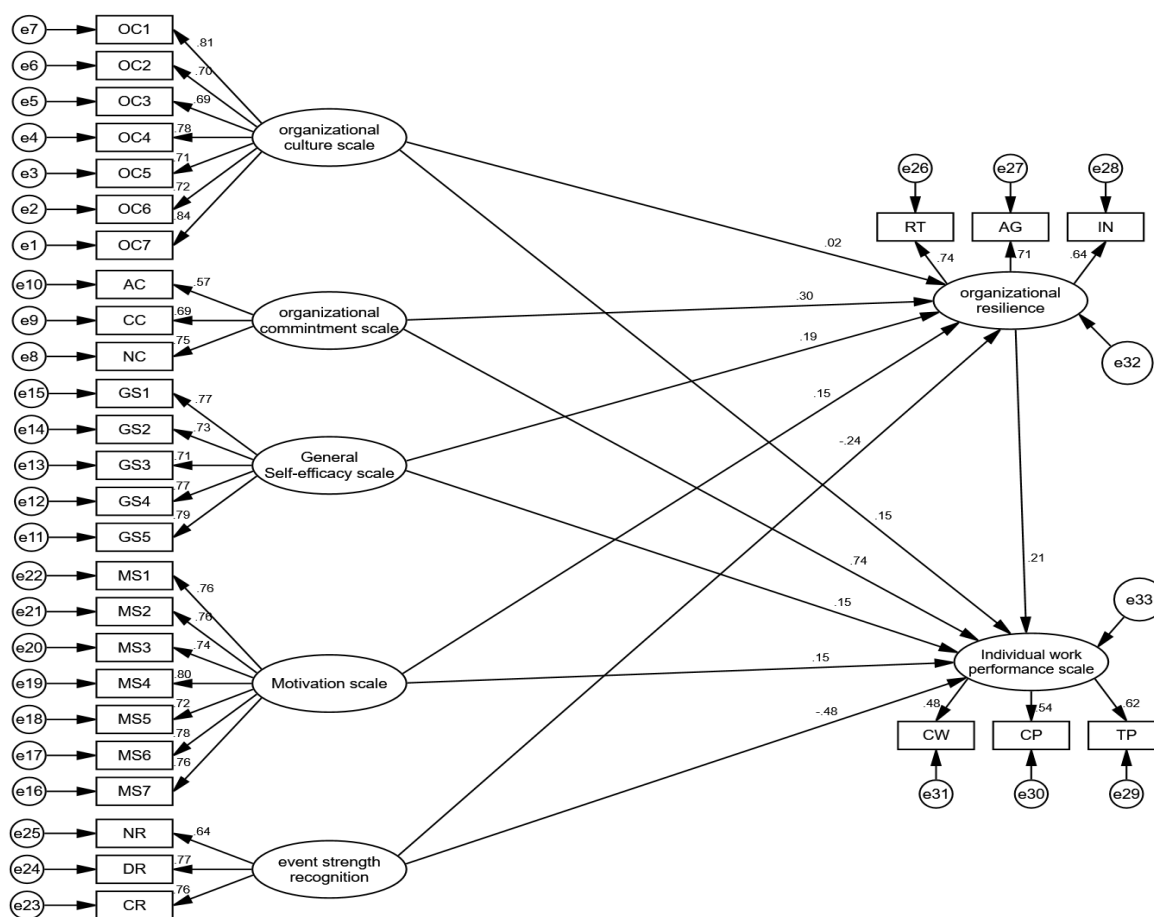 e7
OC1
.81
e6
OC2
.70
e5
OC3
.69
e4
OC4
.78
e3
OC5
.71
e2
OC6
.72
e1
OC7
.84
organizational
culture scale
e10
AC
.57
e9
CC
.69
e8
NC
.75
organizational
commintment scale
e15
GS1
.77
e14
GS2
.73
e13
GS3
.71
e12
GS4
.77
e11
GS5
.79
General
Self-efficacy scale
e22
MS1
.76
e21
MS2
.76
e20
MS3
.74
e19
MS4
.80
e18
MS5
.72
e17
MS6
.78
e16
MS7
.76
Motivation scale
e25
NR
.64
e24
DR
.77
e23
CR
.76
event strength
recognition
.02
.30
.19
.15
-.24
.15
.74
.15
.15
-.48
.21
e26
e27
e28
RT
AG
IN
.74
.71
.64
organizational
resilience
e32
e33
Individual work
performance scale
.48
.54
.62
CW
CP
TP
e31
e30
e29